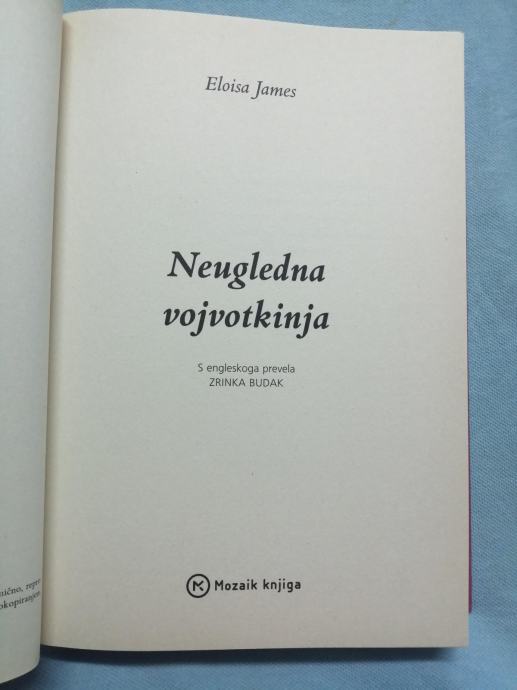 Eloisa James
Neugledna
vojvotkinja
S engleskoga prevela
ZRINKA BUDAK
Mozaik knjiga